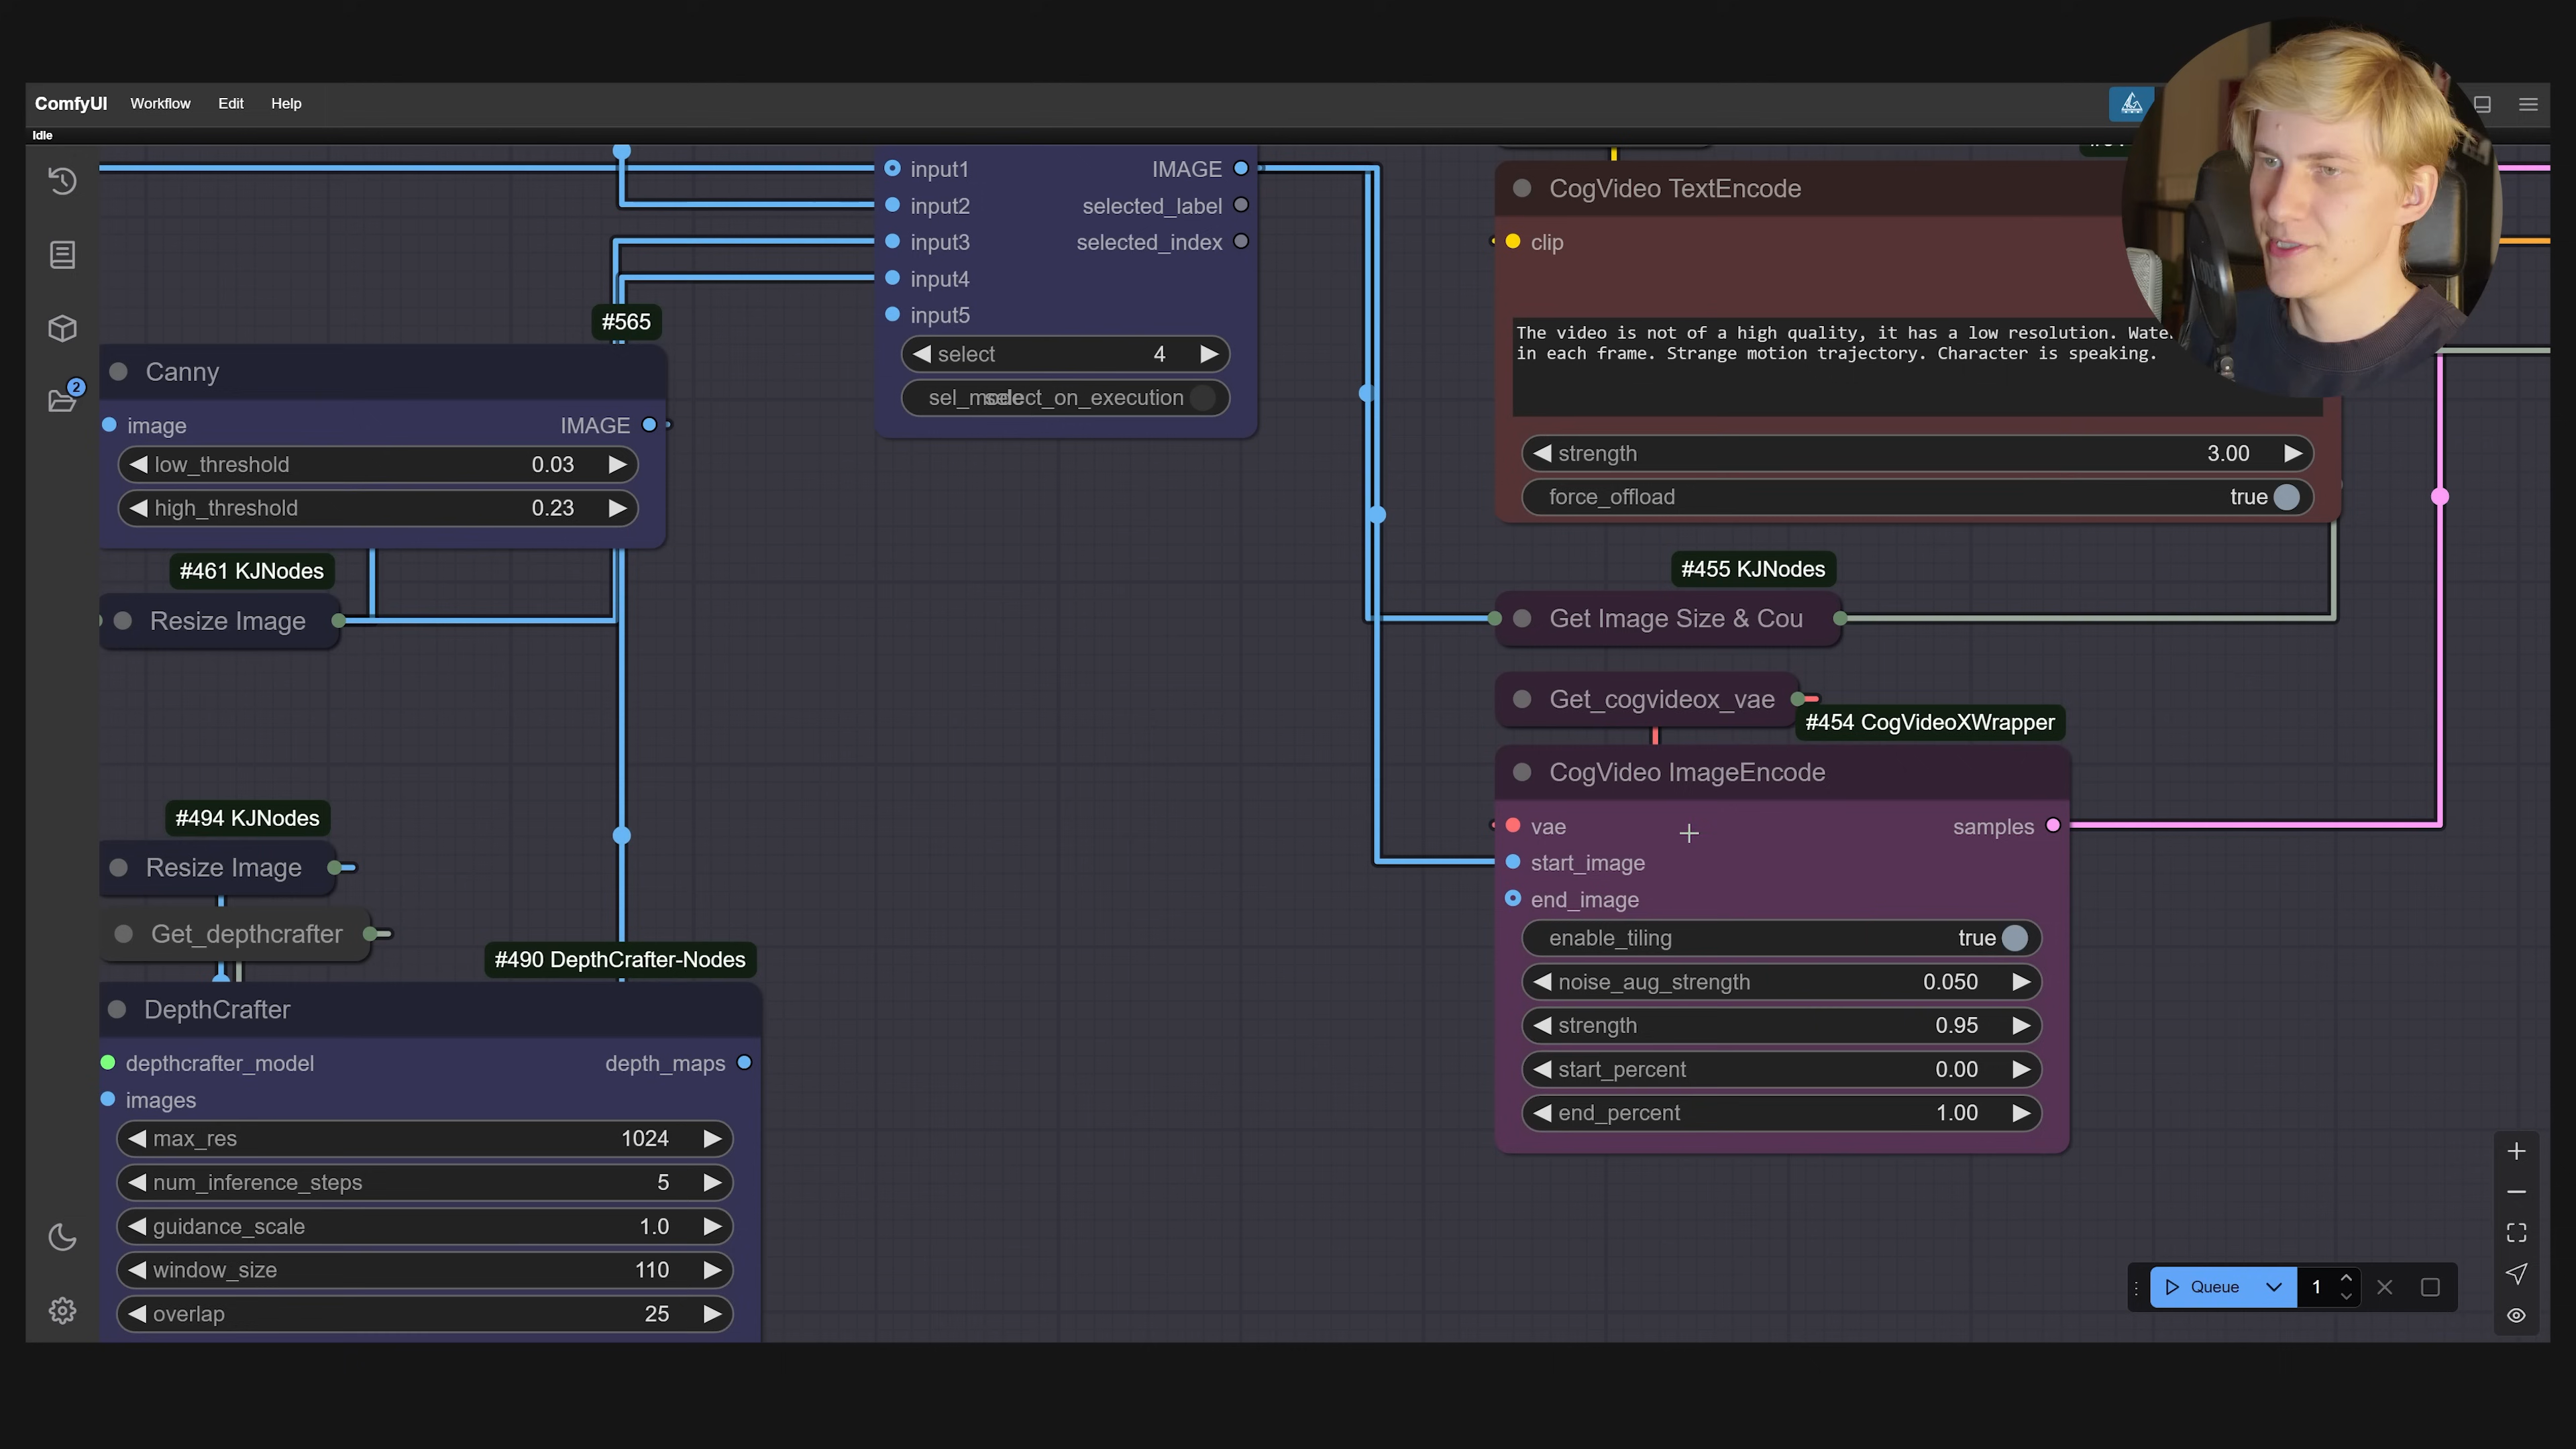 ComfyUI Workflow Edit Help
Idle
input1 IMAGE
input2 selected_label
input3 selected_index
input4
input5
select 4
sel_mode select_on_execution
#565
Canny
image IMAGE
low_threshold 0.03
high_threshold 0.23
#461 KJNodes
Resize Image
#494 KJNodes
Resize Image
Get_depthcrafter
#490 DepthCrafter-Nodes
DepthCrafter
depthcrafter_model depth_maps
images
max_res 1024
num_inference_steps 5
guidance_scale 1.0
window_size 110
overlap 25
CogVideo TextEncode
clip
The video is not of a high quality, it has a low resolution.
in each frame. Strange motion trajectory. Character is speaking.
strength 3.00
force_offload true
#455 KJNodes
Get Image Size & Cou
Get_cogvideox_vae
#454 CogVideoXWrapper
CogVideo ImageEncode
vae samples
start_image
end_image
enable_tiling true
noise_aug_strength 0.050
strength 0.95
start_percent 0.00
end_percent 1.00
2
Queue 1